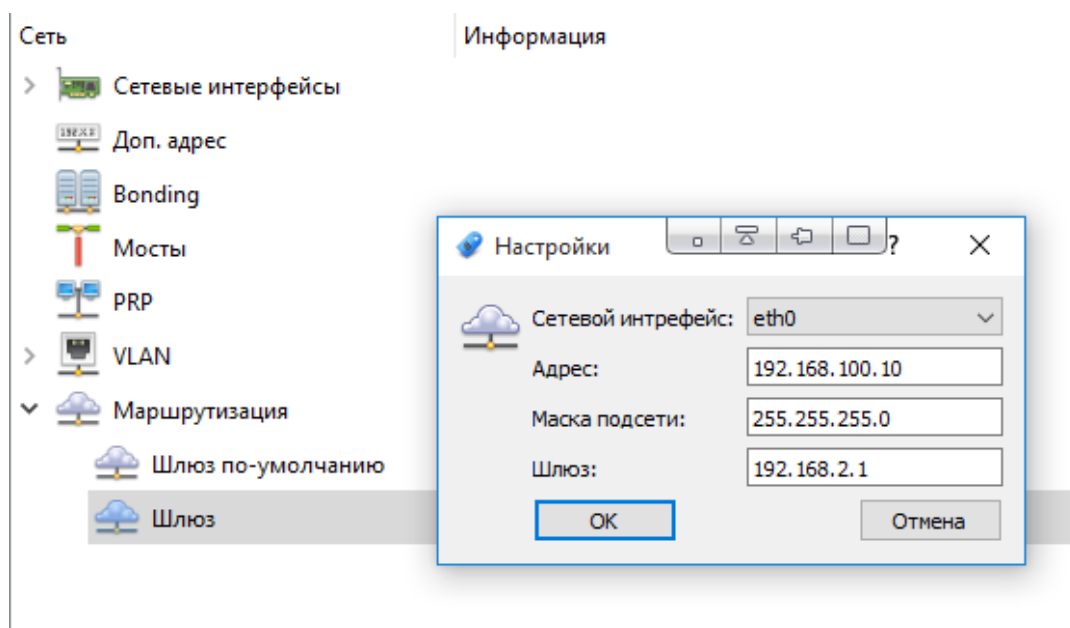 Сеть Информация
Сетевые интерфейсы
Доп. адрес
Bonding
Мосты
PRP
VLAN
Маршрутизация
Шлюз по-умолчанию
Шлюз
Настройки ?
Сетевой интрефейс: eth0
Адрес: 192.168.100.10
Маска подсети: 255.255.255.0
Шлюз: 192.168.2.1
OK Отмена